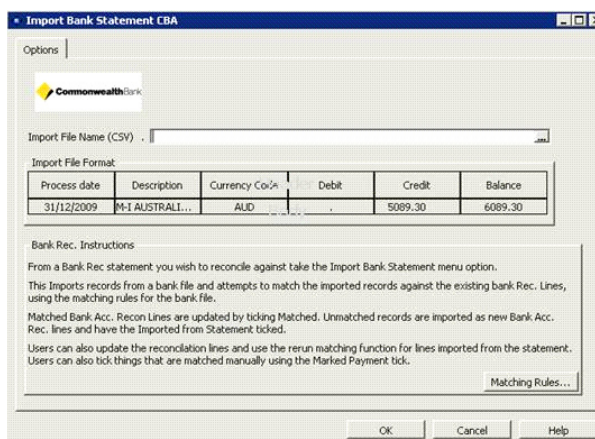 Import Bank Statement CBA
Options
CommonwealthBank
Import File Name (CSV) .
...
Import File Format
Process date Description Currency Code Debit Credit Balance
31/12/2009 M-I AUSTRALI... AUD . 5089.30 6089.30
Bank Rec. Instructions
From a Bank Rec statement you wish to reconcile against take the Import Bank Statement menu option.
This Imports records from a bank file and attempts to match the imported records against the existing bank Rec. Lines,
using the matching rules for the bank file.
Matched Bank Acc. Recon Lines are updated by ticking Matched. Unmatched records are imported as new Bank Acc.
Rec. lines and have the Imported from Statement ticked.
Users can also update the reconcilation lines and use the rerun matching function for lines imported from the statement.
Users can also tick things that are matched manually using the Marked Payment tick.
Matching Rules...
OK Cancel Help